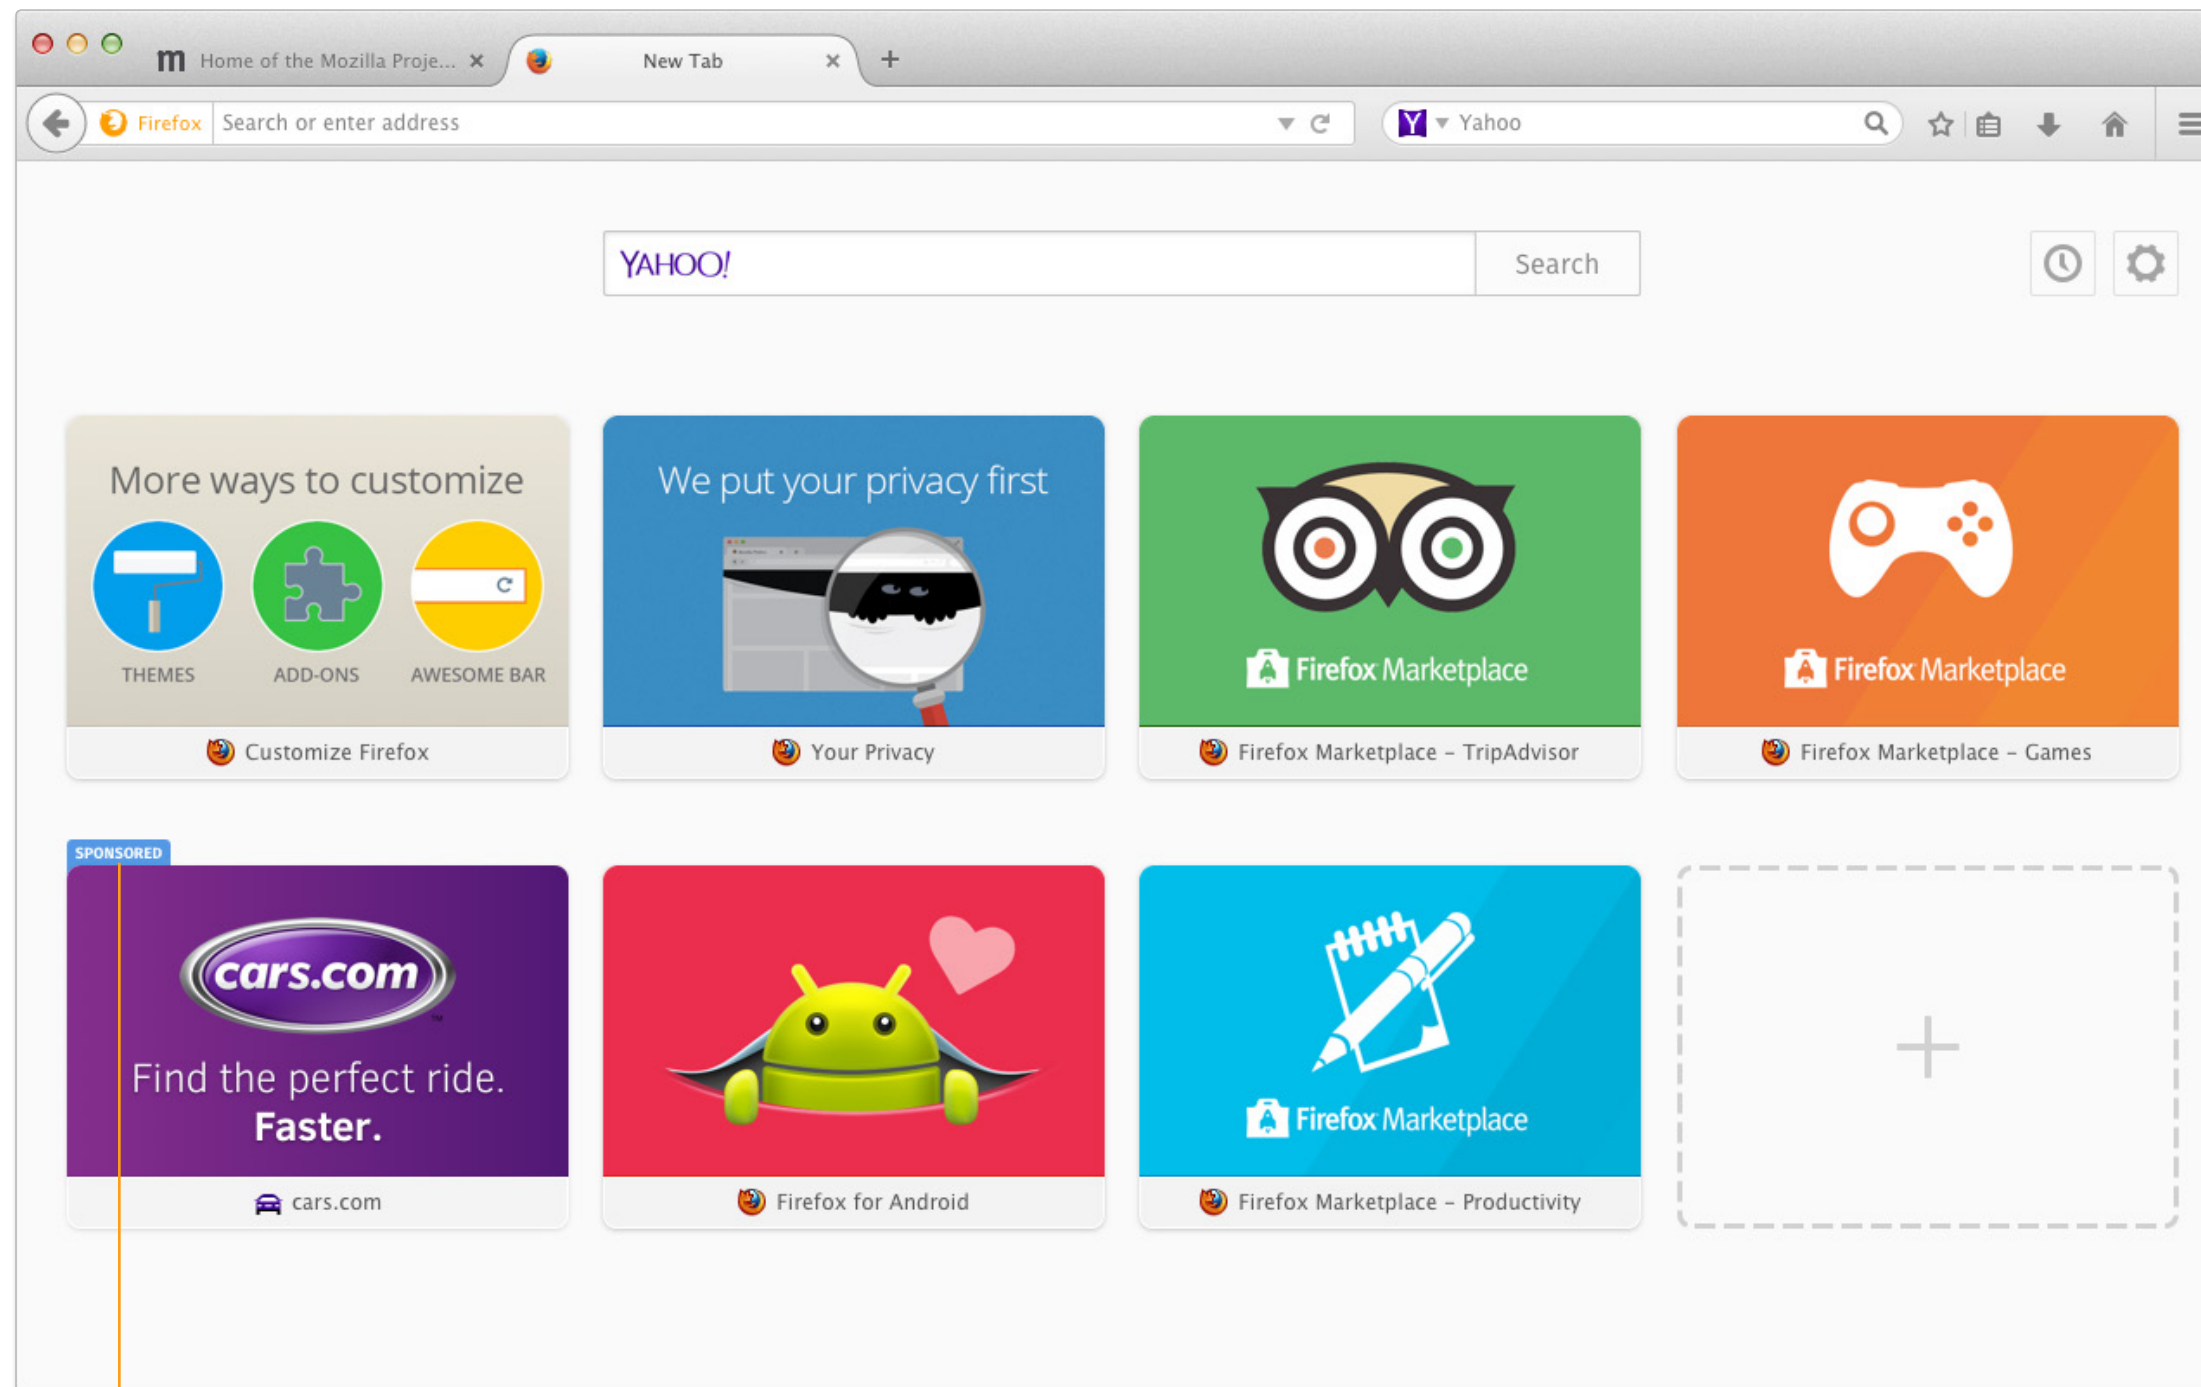 m Home of the Mozilla Proje...
New Tab
Firefox
Search or enter address
Y Yahoo
YAHOO!
Search
More ways to customize
THEMES
ADD-ONS
AWESOME BAR
Customize Firefox
We put your privacy first
Your Privacy
Firefox Marketplace
Firefox Marketplace – TripAdvisor
Firefox Marketplace
Firefox Marketplace – Games
SPONSORED
cars.com
TM
Find the perfect ride.
Faster.
cars.com
Firefox for Android
Firefox Marketplace
Firefox Marketplace – Productivity